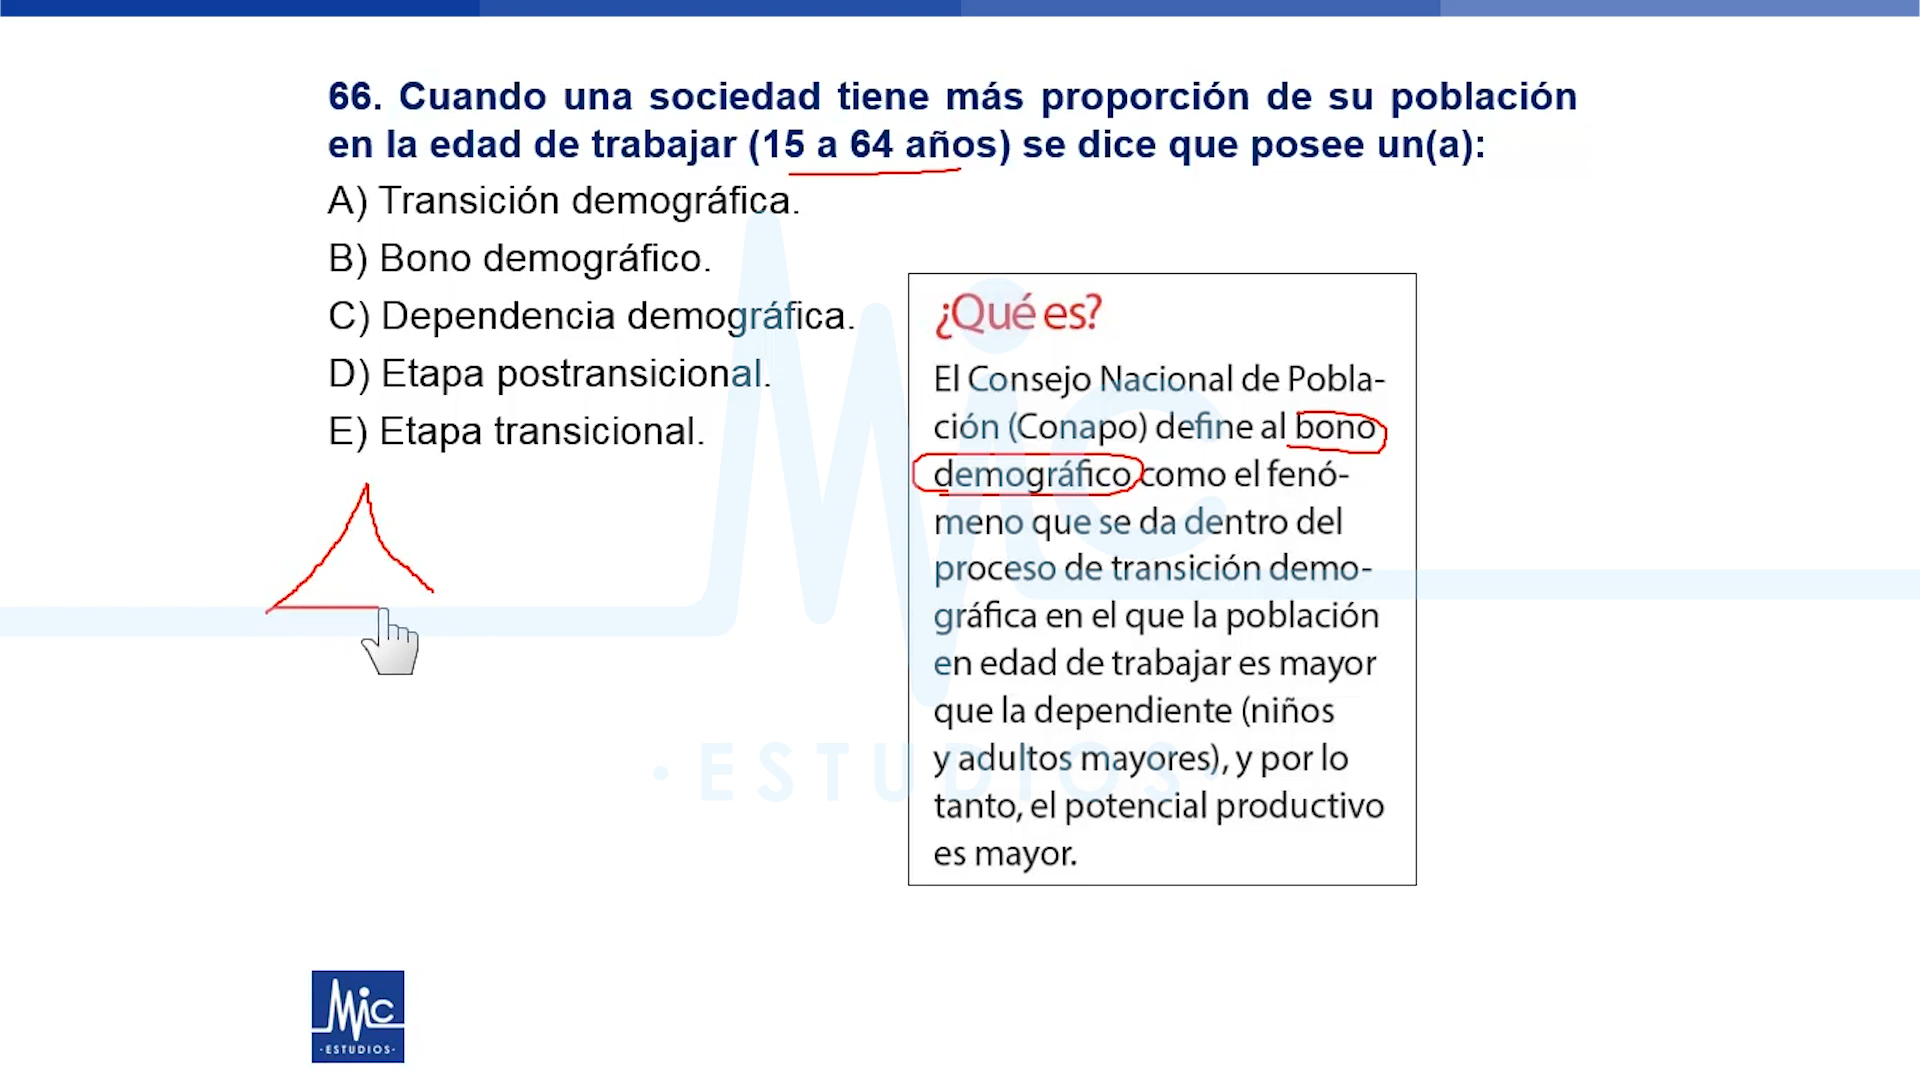 66. Cuando una sociedad tiene más proporción de su población
en la edad de trabajar (15 a 64 años) se dice que posee un(a):
A) Transición demográfica.
B) Bono demográfico.
C) Dependencia demográfica.
D) Etapa postransicional.
E) Etapa transicional.
¿Qué es?
El Consejo Nacional de Pobla-
ción (Conapo) define al bono
demográfico como el fenó-
meno que se da dentro del
proceso de transición demo-
gráfica en el que la población
en edad de trabajar es mayor
que la dependiente (niños
y adultos mayores), y por lo
tanto, el potencial productivo
es mayor.
Mic
· ESTUDIOS ·
Mic
·ESTUDIOS·